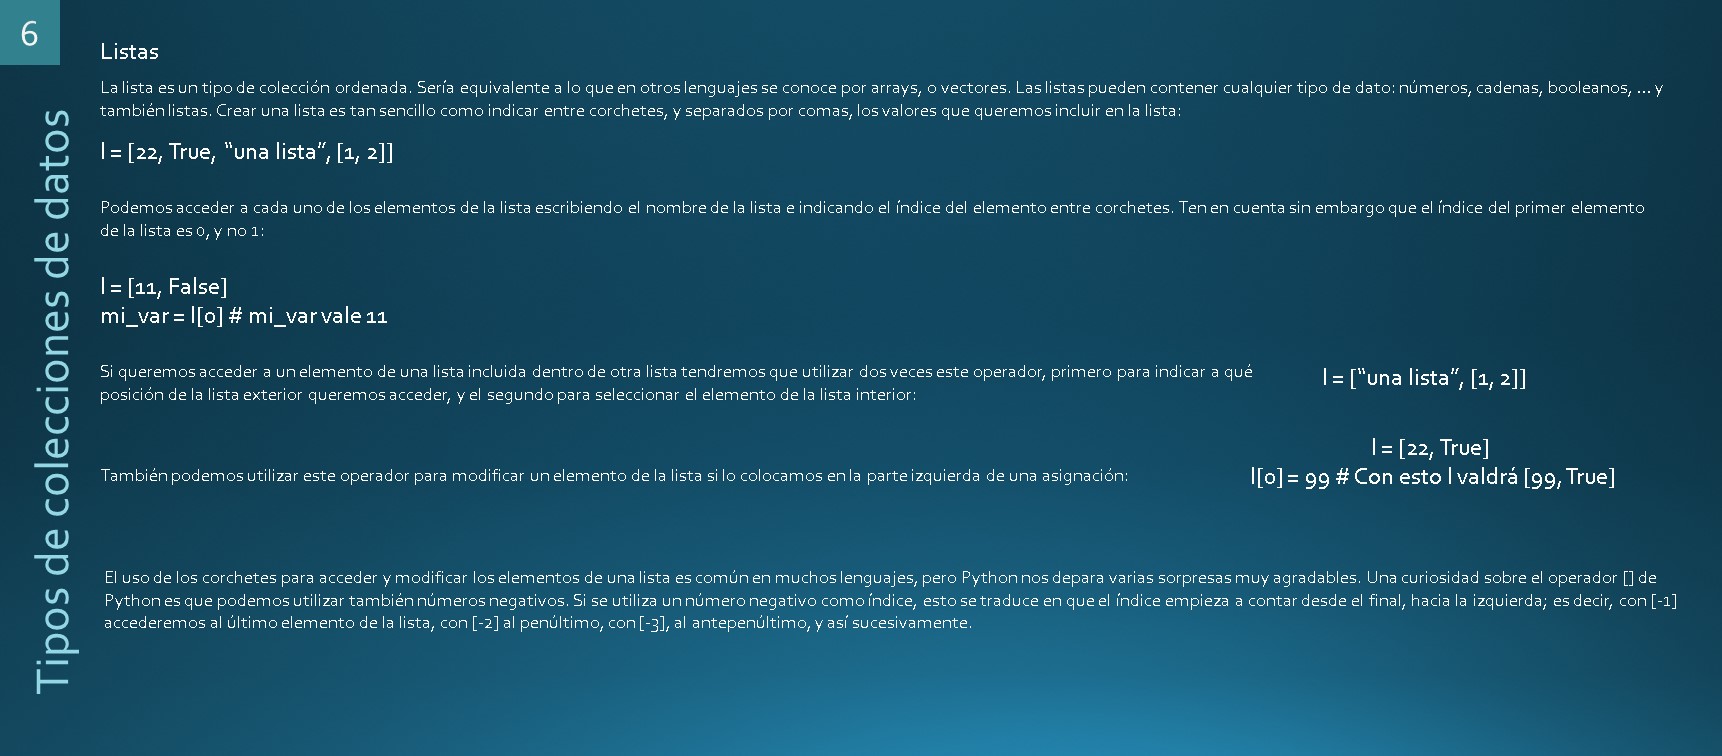 6
Tipos de colecciones de datos
Listas
La lista es un tipo de colección ordenada. Sería equivalente a lo que en otros lenguajes se conoce por arrays, o vectores. Las listas pueden contener cualquier tipo de dato: números, cadenas, booleanos, … y
también listas. Crear una lista es tan sencillo como indicar entre corchetes, y separados por comas, los valores que queremos incluir en la lista:
l = [22, True, “una lista”, [1, 2]]
Podemos acceder a cada uno de los elementos de la lista escribiendo el nombre de la lista e indicando el índice del elemento entre corchetes. Ten en cuenta sin embargo que el índice del primer elemento
de la lista es 0, y no 1:
l = [11, False]
mi_var = l[0] # mi_var vale 11
Si queremos acceder a un elemento de una lista incluida dentro de otra lista tendremos que utilizar dos veces este operador, primero para indicar a qué
posición de la lista exterior queremos acceder, y el segundo para seleccionar el elemento de la lista interior:
l = [“una lista”, [1, 2]]
También podemos utilizar este operador para modificar un elemento de la lista si lo colocamos en la parte izquierda de una asignación:
l = [22, True]
l[0] = 99 # Con esto l valdrá [99, True]
El uso de los corchetes para acceder y modificar los elementos de una lista es común en muchos lenguajes, pero Python nos depara varias sorpresas muy agradables. Una curiosidad sobre el operador [] de
Python es que podemos utilizar también números negativos. Si se utiliza un número negativo como índice, esto se traduce en que el índice empieza a contar desde el final, hacia la izquierda; es decir, con [-1]
accederemos al último elemento de la lista, con [-2] al penúltimo, con [-3], al antepenúltimo, y así sucesivamente.